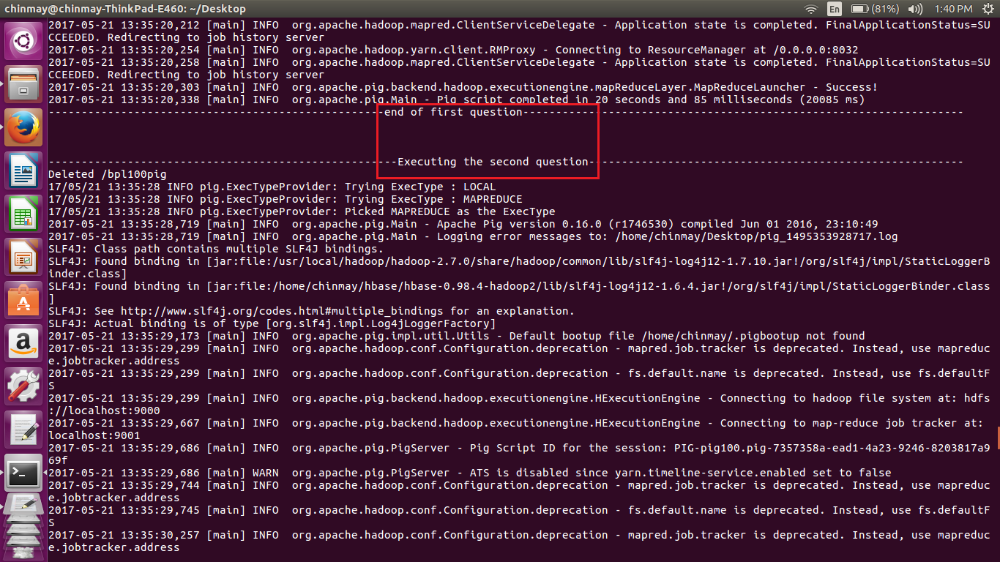 chinmay@chinmay-ThinkPad-E460: ~/Desktop
En
(81%)
1:40 PM
2017-05-21 13:35:20,212 [main] INFO  org.apache.hadoop.mapred.ClientServiceDelegate - Application state is completed. FinalApplicationStatus=SU
CCEEDED. Redirecting to job history server
2017-05-21 13:35:20,254 [main] INFO  org.apache.hadoop.yarn.client.RMProxy - Connecting to ResourceManager at /0.0.0.0:8032
2017-05-21 13:35:20,258 [main] INFO  org.apache.hadoop.mapred.ClientServiceDelegate - Application state is completed. FinalApplicationStatus=SU
CCEEDED. Redirecting to job history server
2017-05-21 13:35:20,303 [main] INFO  org.apache.pig.backend.hadoop.executionengine.mapReduceLayer.MapReduceLauncher - Success!
2017-05-21 13:35:20,338 [main] INFO  org.apache.pig.Main - Pig script completed in 20 seconds and 85 milliseconds (20085 ms)
---------------------------------------------------end of first question-------------------------------------------------------------------
-----------------------------------------------------Executing the second question---------------------------------------------------------
Deleted /bpl100pig
17/05/21 13:35:28 INFO pig.ExecTypeProvider: Trying ExecType : LOCAL
17/05/21 13:35:28 INFO pig.ExecTypeProvider: Trying ExecType : MAPREDUCE
17/05/21 13:35:28 INFO pig.ExecTypeProvider: Picked MAPREDUCE as the ExecType
2017-05-21 13:35:28,719 [main] INFO  org.apache.pig.Main - Apache Pig version 0.16.0 (r1746530) compiled Jun 01 2016, 23:10:49
2017-05-21 13:35:28,719 [main] INFO  org.apache.pig.Main - Logging error messages to: /home/chinmay/Desktop/pig_1495353928717.log
SLF4J: Class path contains multiple SLF4J bindings.
SLF4J: Found binding in [jar:file:/usr/local/hadoop/hadoop-2.7.0/share/hadoop/common/lib/slf4j-log4j12-1.7.10.jar!/org/slf4j/impl/StaticLoggerB
inder.class]
SLF4J: Found binding in [jar:file:/home/chinmay/hbase/hbase-0.98.4-hadoop2/lib/slf4j-log4j12-1.6.4.jar!/org/slf4j/impl/StaticLoggerBinder.class
]
SLF4J: See http://www.slf4j.org/codes.html#multiple_bindings for an explanation.
SLF4J: Actual binding is of type [org.slf4j.impl.Log4jLoggerFactory]
2017-05-21 13:35:29,173 [main] INFO  org.apache.pig.impl.util.Utils - Default bootup file /home/chinmay/.pigbootup not found
2017-05-21 13:35:29,299 [main] INFO  org.apache.hadoop.conf.Configuration.deprecation - mapred.job.tracker is deprecated. Instead, use mapreduc
e.jobtracker.address
2017-05-21 13:35:29,299 [main] INFO  org.apache.hadoop.conf.Configuration.deprecation - fs.default.name is deprecated. Instead, use fs.defaultF
S
2017-05-21 13:35:29,299 [main] INFO  org.apache.pig.backend.hadoop.executionengine.HExecutionEngine - Connecting to hadoop file system at: hdfs
://localhost:9000
2017-05-21 13:35:29,667 [main] INFO  org.apache.pig.backend.hadoop.executionengine.HExecutionEngine - Connecting to map-reduce job tracker at:
localhost:9001
2017-05-21 13:35:29,686 [main] INFO  org.apache.pig.PigServer - Pig Script ID for the session: PIG-pig100.pig-7357358a-ead1-4a23-9246-8203817a9
69f
2017-05-21 13:35:29,686 [main] WARN  org.apache.pig.PigServer - ATS is disabled since yarn.timeline-service.enabled set to false
2017-05-21 13:35:29,744 [main] INFO  org.apache.hadoop.conf.Configuration.deprecation - mapred.job.tracker is deprecated. Instead, use mapreduc
e.jobtracker.address
2017-05-21 13:35:29,745 [main] INFO  org.apache.hadoop.conf.Configuration.deprecation - fs.default.name is deprecated. Instead, use fs.defaultF
S
2017-05-21 13:35:30,257 [main] INFO  org.apache.hadoop.conf.Configuration.deprecation - mapred.job.tracker is deprecated. Instead, use mapreduc
e.jobtracker.address